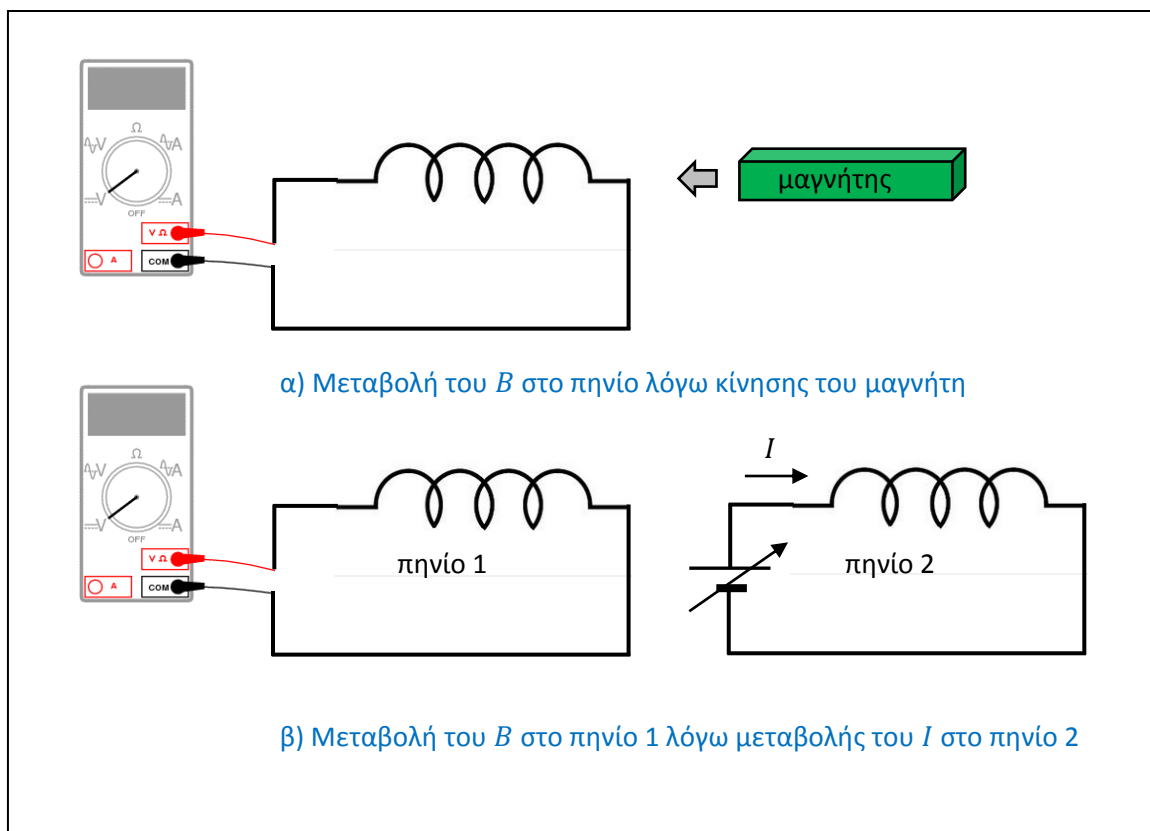 Ω
V
A
V
A
OFF
V Ω
A
COM
μαγνήτης
α) Μεταβολή του B στο πηνίο λόγω κίνησης του μαγνήτη
Ω
V
A
V
A
OFF
V Ω
A
COM
I
πηνίο 1
πηνίο 2
β) Μεταβολή του B στο πηνίο 1 λόγω μεταβολής του I στο πηνίο 2